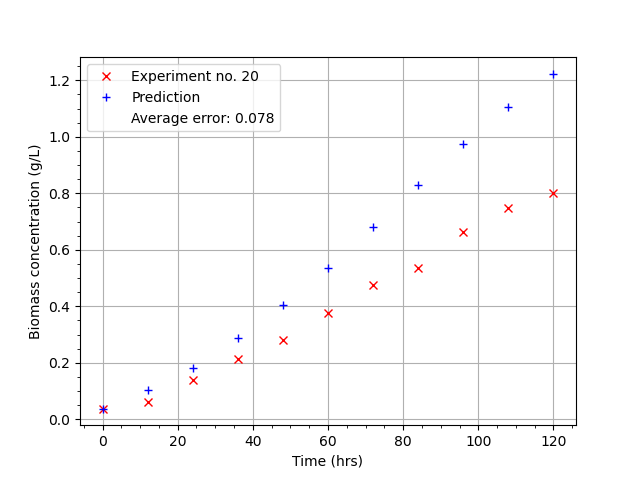 Experiment no. 20
Prediction
Average error: 0.078
Biomass concentration (g/L)
1.2
1.0
0.8
0.6
0.4
0.2
0.0
0 20 40 60 80 100 120
Time (hrs)